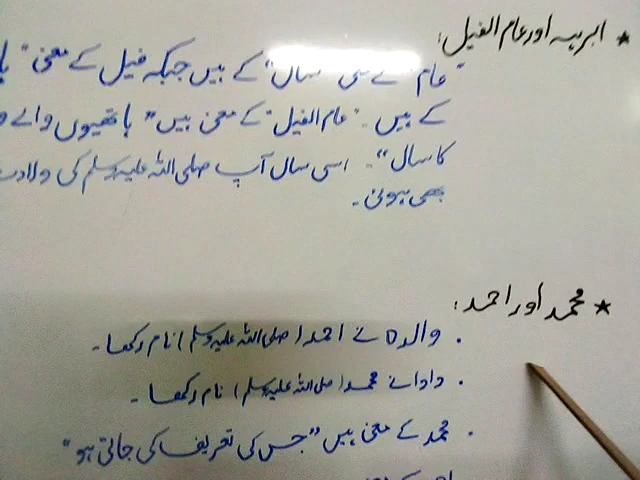 ★ ابرہہ اور عام الفیل:
"عام کے معنی "سال" کے ہیں جبکہ فیل کے معنی "ہا
کے ہیں۔ "عام الفیل" کے معنی ہیں "ہاتھیوں والے
کا سال"۔ اسی سال آپ صلی اللہ علیہ وسلم کی ولادت
بھی ہوئی۔
★ محمد اور احمد:
. والدہ نے احمد (صلی اللہ علیہ وسلم) نام رکھا۔
. دادا نے محمد (صلی اللہ علیہ وسلم) نام رکھا۔
. محمد کے معنی ہیں "جس کی تعریف کی جاتی ہو"